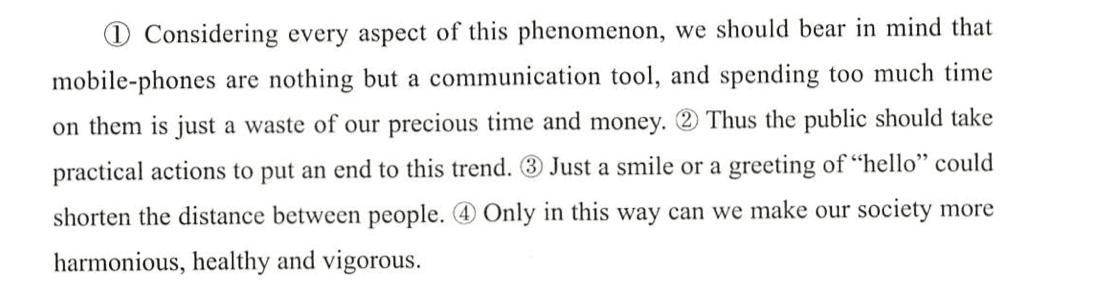 ① Considering every aspect of this phenomenon, we should bear in mind that
mobile-phones are nothing but a communication tool, and spending too much time
on them is just a waste of our precious time and money. ② Thus the public should take
practical actions to put an end to this trend. ③ Just a smile or a greeting of “hello” could
shorten the distance between people. ④ Only in this way can we make our society more
harmonious, healthy and vigorous.